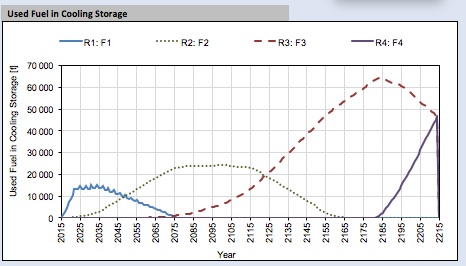 Used Fuel in Cooling Storage
R1: F1 R2: F2 R3: F3 R4: F4
Used Fuel in Cooling Storage [t]
70 000
60 000
50 000
40 000
30 000
20 000
10 000
0
2015 2025 2035 2045 2055 2065 2075 2085 2095 2105 2115 2125 2135 2145 2155 2165 2175 2185 2195 2205 2215
Year